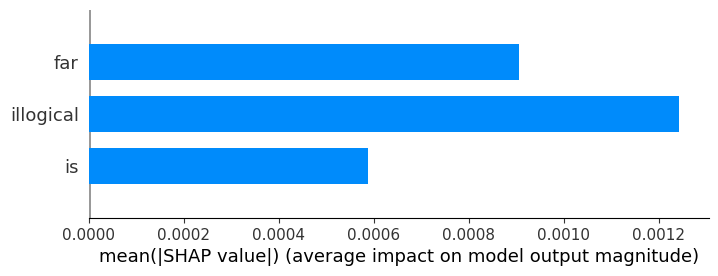 far
illogical
is
0.0000 0.0002 0.0004 0.0006 0.0008 0.0010 0.0012
mean(|SHAP value|) (average impact on model output magnitude)